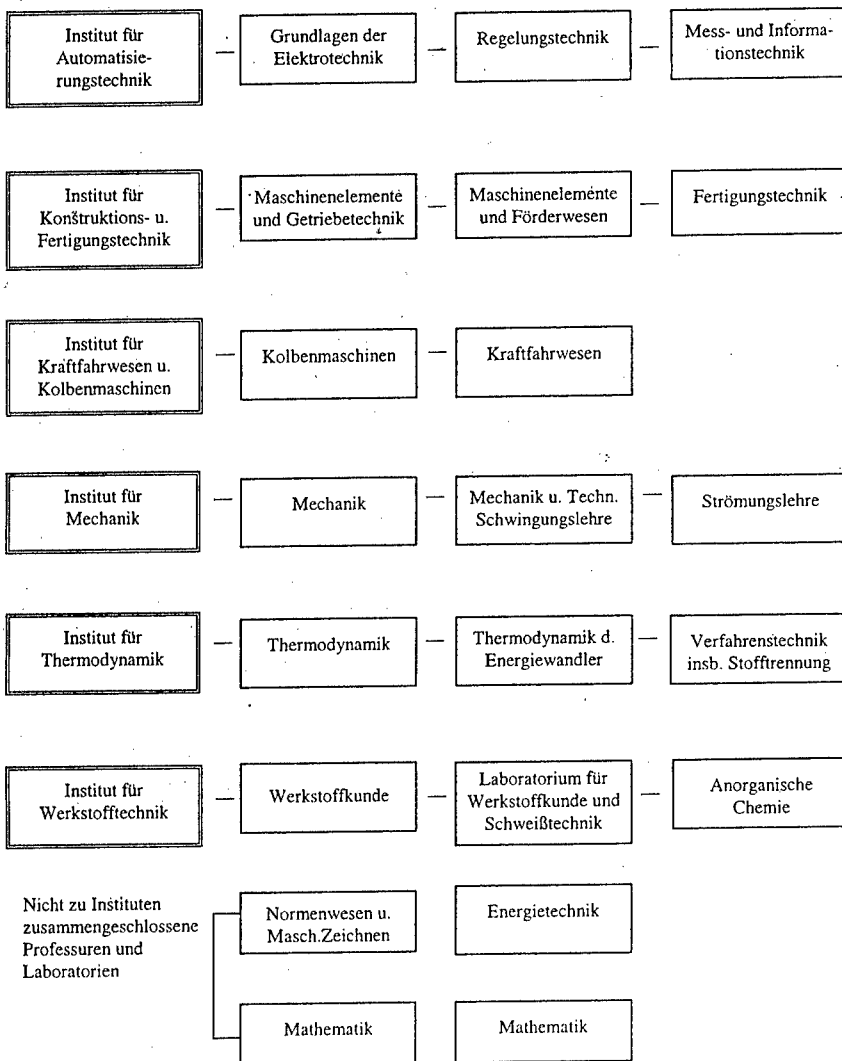 Institut für
Automatisie-
rungstechnik
Grundlagen der
Elektrotechnik
Regelungstechnik
Mess- und Informa-
tionstechnik
Institut für
Konstruktions- u.
Fertigungstechnik
Maschinenelemente
und Getriebetechnik
Maschinenelemente
und Förderwesen
Fertigungstechnik
Institut für
Kraftfahrwesen u.
Kolbenmaschinen
Kolbenmaschinen
Kraftfahrwesen
Institut für
Mechanik
Mechanik
Mechanik u. Techn.
Schwingungslehre
Strömungslehre
Institut für
Thermodynamik
Thermodynamik
Thermodynamik d.
Energiewandler
Verfahrenstechnik
insb. Stofftrennung
Institut für
Werkstofftechnik
Werkstoffkunde
Laboratorium für
Werkstoffkunde und
Schweißtechnik
Anorganische
Chemie
Nicht zu Instituten
zusammengeschlossene
Professuren und
Laboratorien
Normenwesen u.
Masch.Zeichnen
Energietechnik
Mathematik
Mathematik